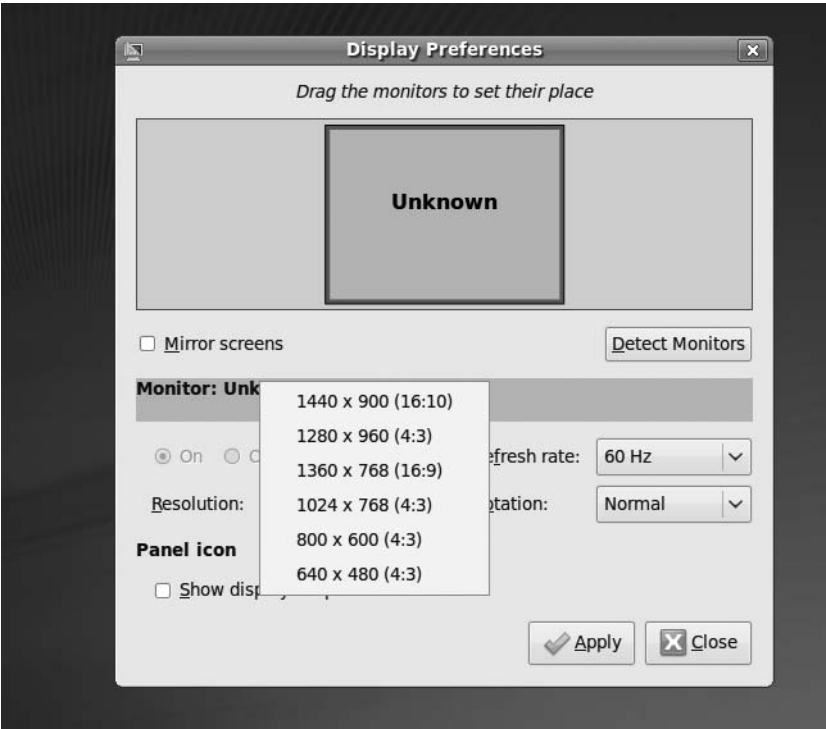 Display Preferences
Drag the monitors to set their place
Unknown
Mirror screens
Detect Monitors
Monitor: Unk
1440 x 900 (16:10)
1280 x 960 (4:3)
1360 x 768 (16:9)
1024 x 768 (4:3)
800 x 600 (4:3)
640 x 480 (4:3)
On
efresh rate: 60 Hz
Resolution:
otation: Normal
Panel icon
Show disp
Apply
Close